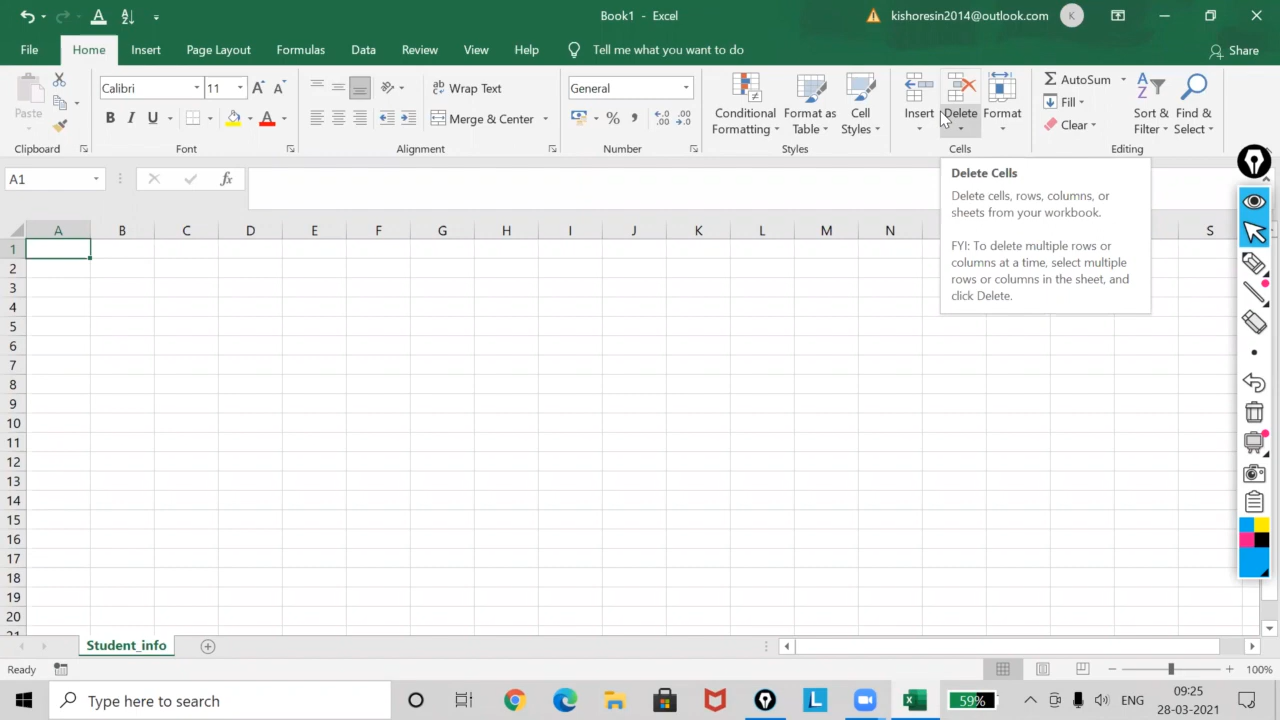 Book1 - Excel
kishoresin2014@outlook.com
K
File Home Insert Page Layout Formulas Data Review View Help Tell me what you want to do
Share
Paste
Calibri 11
Wrap Text
General
Merge & Center
Conditional Formatting
Format as Table
Cell Styles
Insert
Delete
Format
AutoSum
Fill
Clear
Sort & Filter
Find & Select
Clipboard Font Alignment Number Styles Cells Editing
A1
fx
Delete Cells
Delete cells, rows, columns, or
sheets from your workbook.
FYI: To delete multiple rows or
columns at a time, select multiple
rows or columns in the sheet, and
click Delete.
A B C D E F G H I J K L M N S
1
2
3
4
5
6
7
8
9
10
11
12
13
14
15
16
17
18
19
20
21
Student_info
Ready
100%
Type here to search
59%
ENG
09:25
28-03-2021